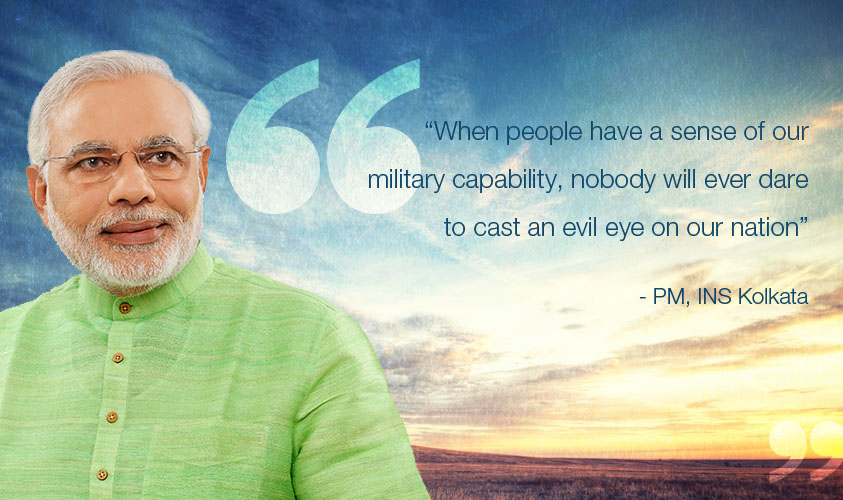 “When people have a sense of our
military capability, nobody will ever dare
to cast an evil eye on our nation”
- PM, INS Kolkata